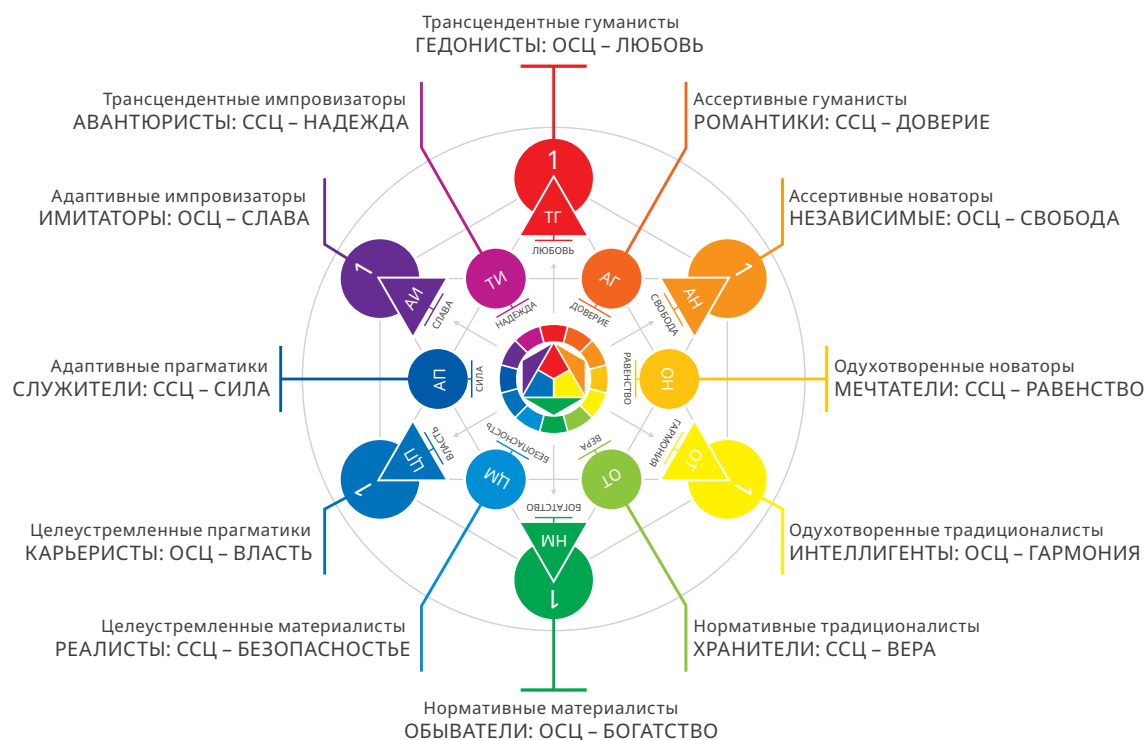 Трансцендентные гуманисты
ГЕДОНИСТЫ: ОСЦ – ЛЮБОВЬ
Трансцендентные импровизаторы
АВАНТЮРИСТЫ: ССЦ – НАДЕЖДА
Ассертивные гуманисты
РОМАНТИКИ: ССЦ – ДОВЕРИЕ
Адаптивные импровизаторы
ИМИТАТОРЫ: ОСЦ – СЛАВА
Ассертивные новаторы
НЕЗАВИСИМЫЕ: ОСЦ – СВОБОДА
Адаптивные прагматики
СЛУЖИТЕЛИ: ССЦ – СИЛА
Одухотворенные новаторы
МЕЧТАТЕЛИ: ССЦ – РАВЕНСТВО
Целеустремленные прагматики
КАРЬЕРИСТЫ: ОСЦ – ВЛАСТЬ
Одухотворенные традиционалисты
ИНТЕЛЛИГЕНТЫ: ОСЦ – ГАРМОНИЯ
Целеустремленные материалисты
РЕАЛИСТЫ: ССЦ – БЕЗОПАСНОСТЬЕ
Нормативные традиционалисты
ХРАНИТЕЛИ: ССЦ – ВЕРА
Нормативные материалисты
ОБЫВАТЕЛИ: ОСЦ – БОГАТСТВО
1
ТГ
ЛЮБОВЬ
АГ
ДОВЕРИЕ
1
АН
СВОБОДА
ОН
РАВЕНСТВО
1
ОТ
ГАРМОНИЯ
ОТ
ВЕРА
1
НМ
БОГАТСТВО
ЦМ
БЕЗОПАСНОСТЬ
1
ЦП
ВЛАСТЬ
АП
СИЛА
1
АИ
СЛАВА
ТИ
НАДЕЖДА